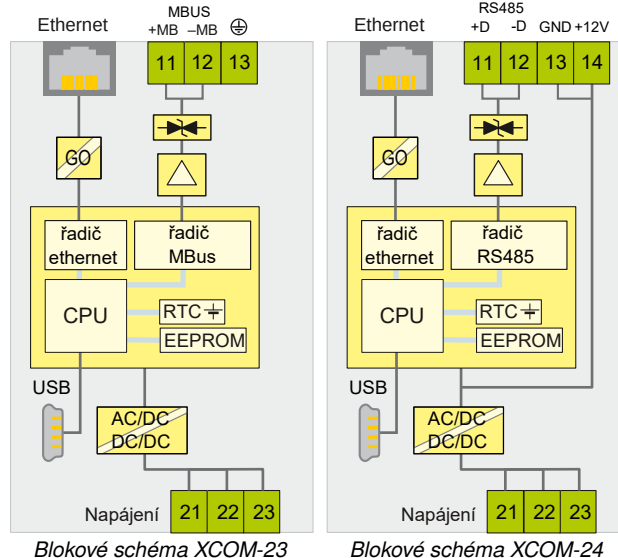 MBUS
Ethernet
+MB –MB
11 12 13
GO
řadič
ethernet
řadič
MBus
CPU
RTC
EEPROM
USB
AC/DC
DC/DC
Napájení
21 22 23
Blokové schéma XCOM-23
RS485
Ethernet
+D -D GND +12V
11 12 13 14
GO
řadič
ethernet
řadič
RS485
CPU
RTC
EEPROM
USB
AC/DC
DC/DC
Napájení
21 22 23
Blokové schéma XCOM-24